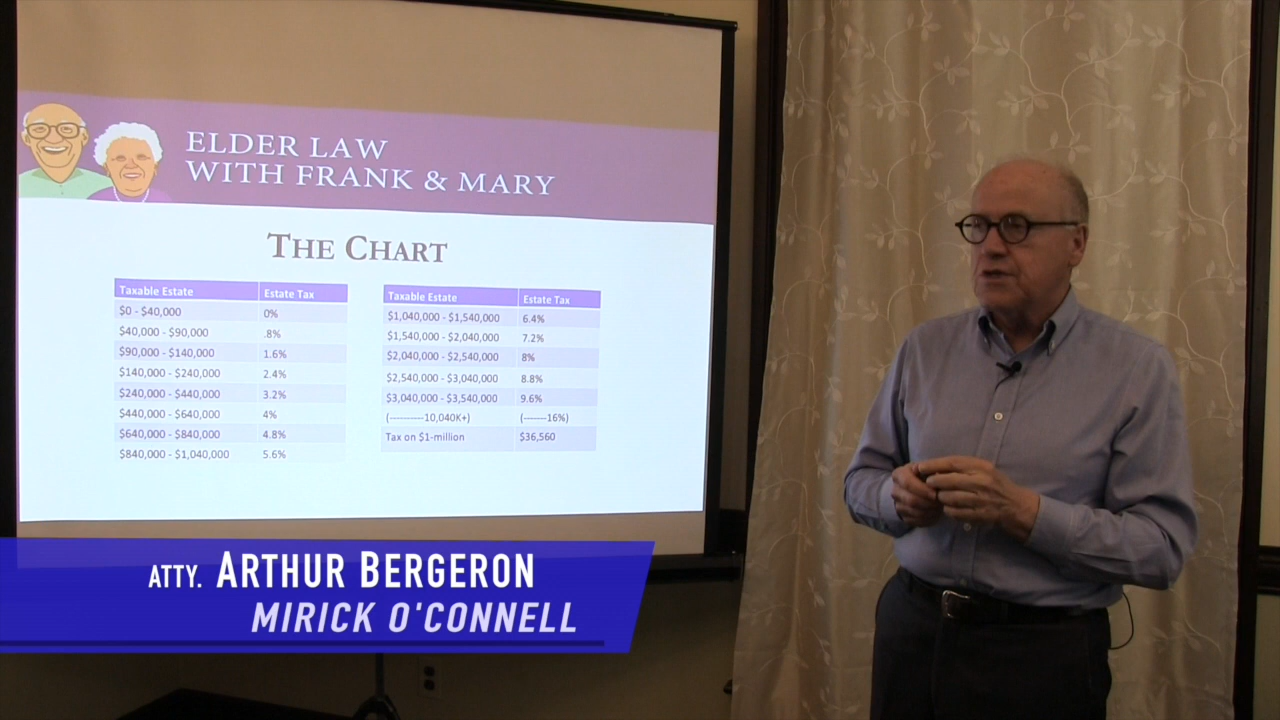 ELDER LAW
WITH FRANK & MARY
THE CHART
Taxable Estate Estate Tax
$0 - $40,000 0%
$40,000 - $90,000 .8%
$90,000 - $140,000 1.6%
$140,000 - $240,000 2.4%
$240,000 - $440,000 3.2%
$440,000 - $640,000 4%
$640,000 - $840,000 4.8%
$840,000 - $1,040,000 5.6%
Taxable Estate Estate Tax
$1,040,000 - $1,540,000 6.4%
$1,540,000 - $2,040,000 7.2%
$2,040,000 - $2,540,000 8%
$2,540,000 - $3,040,000 8.8%
$3,040,000 - $3,540,000 9.6%
(-----------10,040K+) (-------16%)
Tax on $1-million $36,560
ATTY. ARTHUR BERGERON
MIRICK O'CONNELL